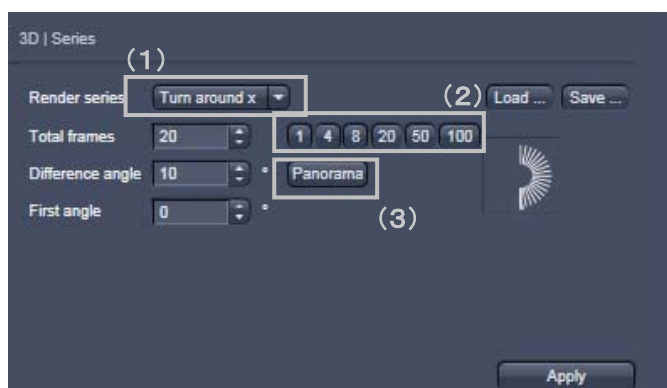 3D | Series
(1)
Render series Turn around x (2) Load ... Save ...
Total frames 20 1 4 8 20 50 100
Difference angle 10 ° Panorama
(3)
First angle 0 °
Apply